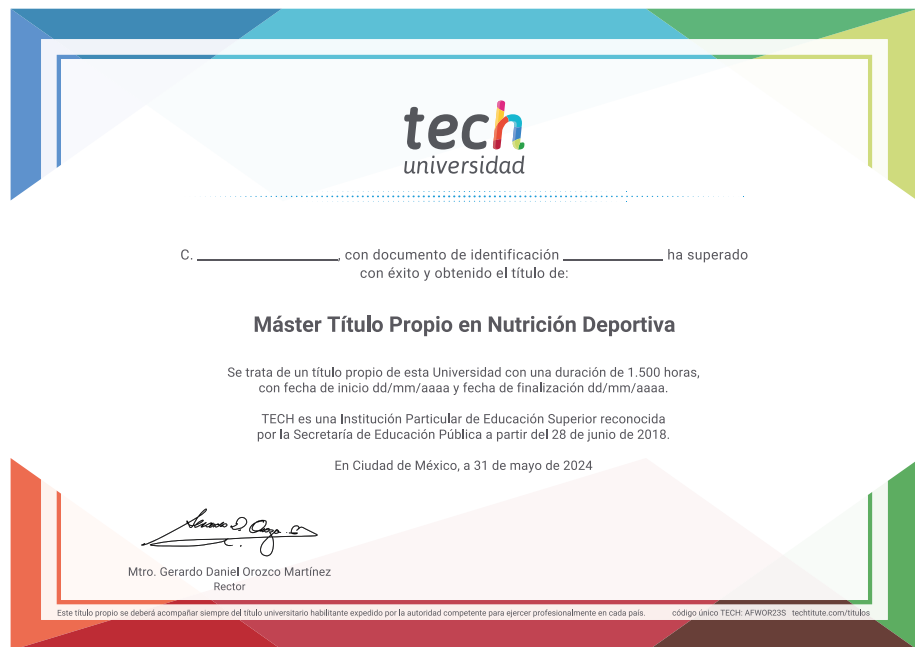 tech
universidad
C. ____________, con documento de identificación ____________ ha superado
con éxito y obtenido el título de:
Máster Título Propio en Nutrición Deportiva
Se trata de un título propio de esta Universidad con una duración de 1.500 horas,
con fecha de inicio dd/mm/aaaa y fecha de finalización dd/mm/aaaa.
TECH es una Institución Particular de Educación Superior reconocida
por la Secretaría de Educación Pública a partir del 28 de junio de 2018.
En Ciudad de México, a 31 de mayo de 2024
Mtro. Gerardo Daniel Orozco Martínez
Rector
Este título propio se deberá acompañar siempre del título universitario habilitante expedido por la autoridad competente para ejercer profesionalmente en cada país. código único TECH: AFWOR23S techtitute.com/titulos